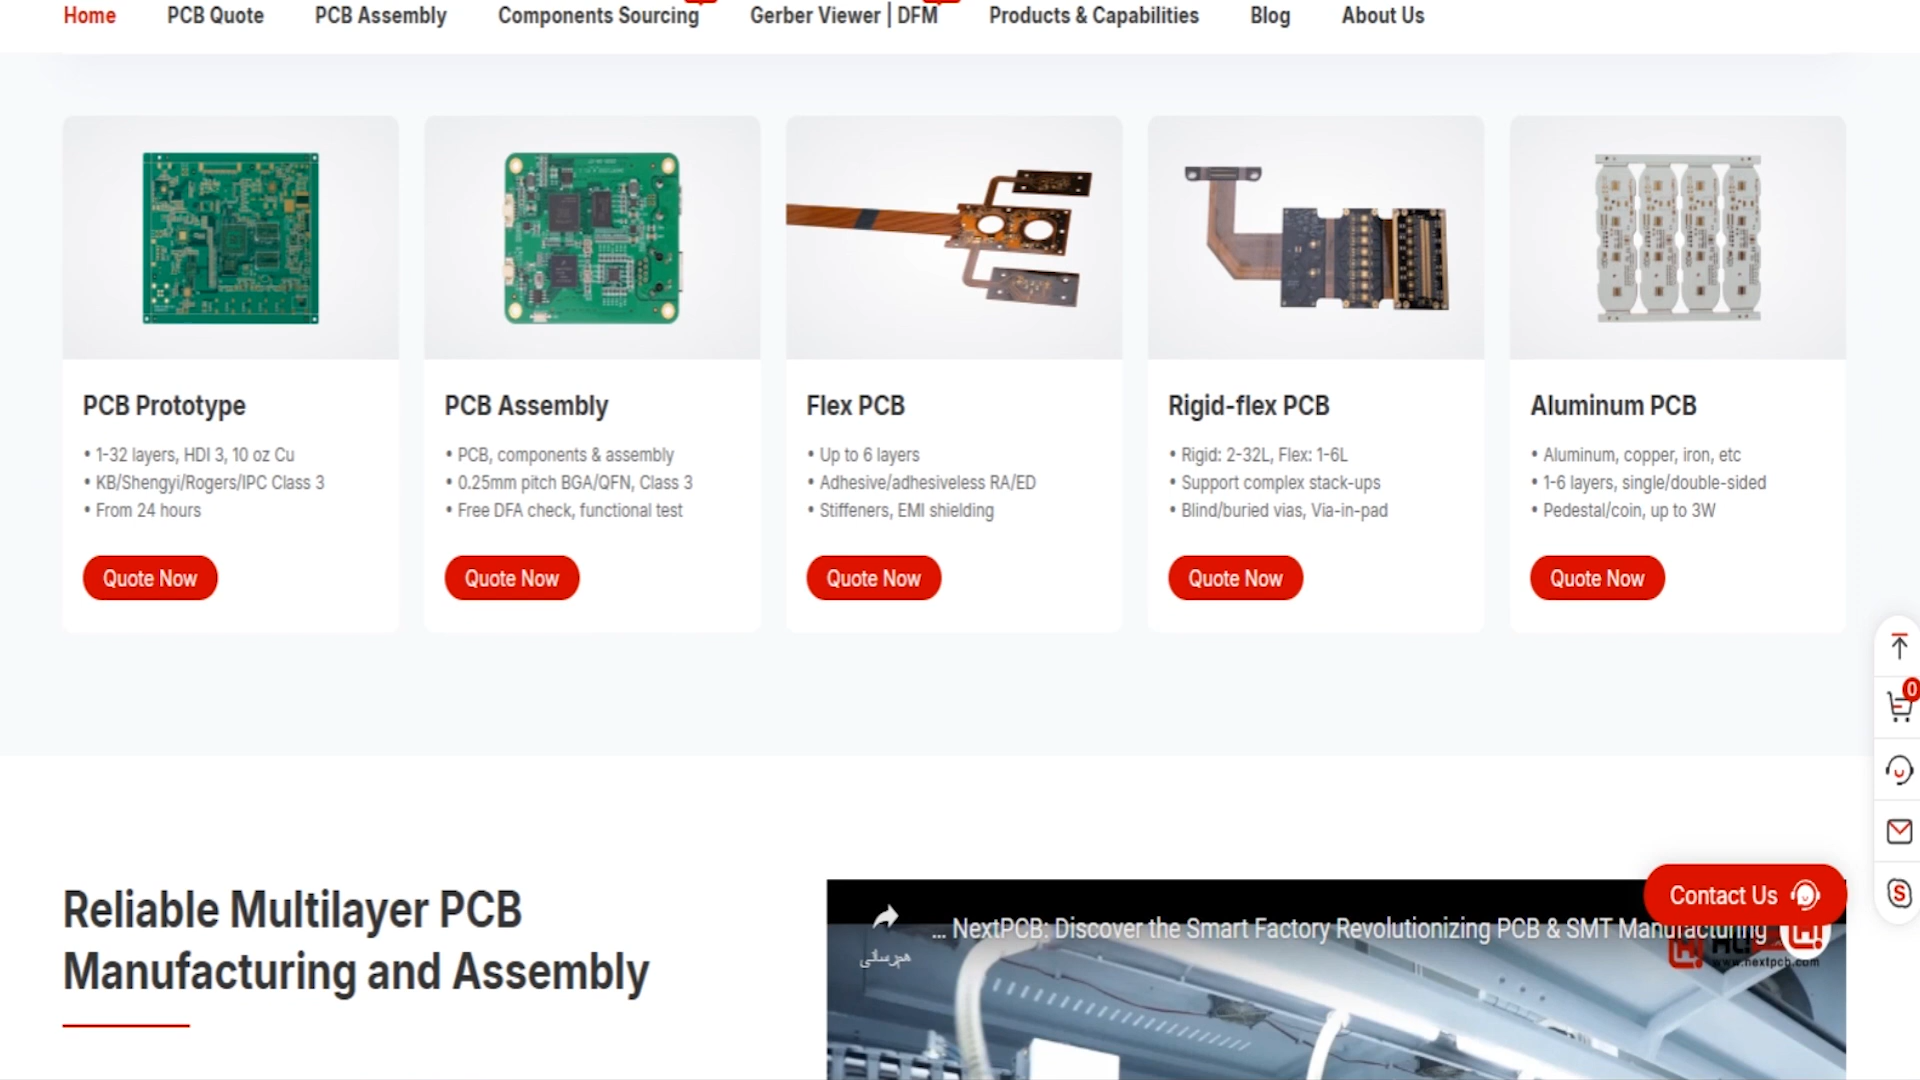 Home PCB Quote PCB Assembly Components Sourcing Gerber Viewer | DFM Products & Capabilities Blog About Us
PCB Prototype
• 1-32 layers, HDI 3, 10 oz Cu
• KB/Shengyi/Rogers/IPC Class 3
• From 24 hours
Quote Now
PCB Assembly
• PCB, components & assembly
• 0.25mm pitch BGA/QFN, Class 3
• Free DFA check, functional test
Quote Now
Flex PCB
• Up to 6 layers
• Adhesive/adhesiveless RA/ED
• Stiffeners, EMI shielding
Quote Now
Rigid-flex PCB
• Rigid: 2-32L, Flex: 1-6L
• Support complex stack-ups
• Blind/buried vias, Via-in-pad
Quote Now
Aluminum PCB
• Aluminum, copper, iron, etc
• 1-6 layers, single/double-sided
• Pedestal/coin, up to 3W
Quote Now
0
Reliable Multilayer PCB
Manufacturing and Assembly
Contact Us
... NextPCB: Discover the Smart Factory Revolutionizing PCB & SMT Manufacturing
هم‌رسانی
www.nextpcb.com